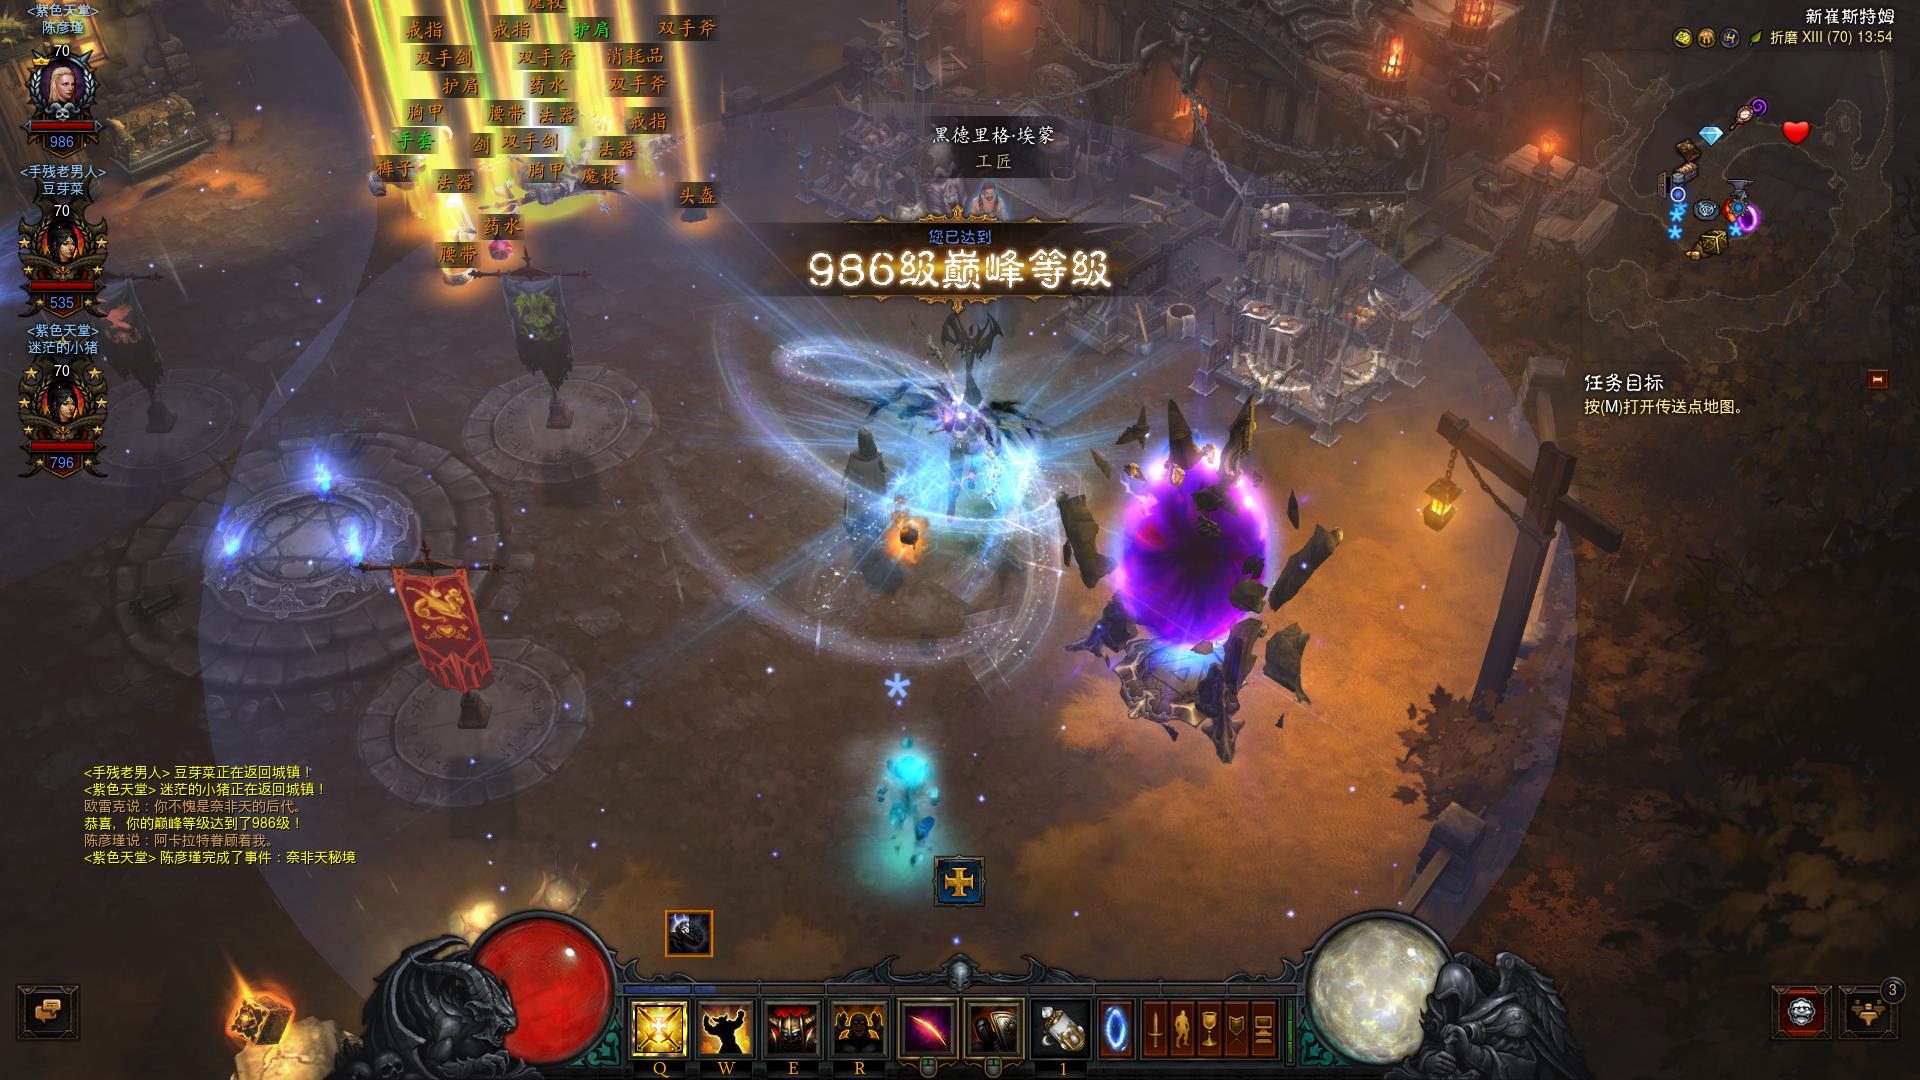 <紫色天堂>
陈彦瑾
70
986
<手残老男人>
豆芽菜
70
535
<紫色天堂>
迷茫的小猪
70
796
魔杖
戒指
戒指
护肩
双手斧
双手剑
双手斧
消耗品
护肩
药水
双手斧
胸甲
腰带
法器
戒指
手套
剑
双手剑
法器
裤子
法器
胸甲
魔杖
头盔
药水
腰带
黑德里格·埃蒙
工匠
您已达到
986级巅峰等级
新崔斯特姆
折磨 XIII (70) 13:54
任务目标
按(M)打开传送点地图。
<手残老男人> 豆芽菜正在返回城镇！
<紫色天堂> 迷茫的小猪正在返回城镇！
欧雷克说：你不愧是奈非天的后代。
恭喜，你的巅峰等级达到了986级！
陈彦瑾说：阿卡拉特眷顾着我。
<紫色天堂> 陈彦瑾完成了事件：奈非天秘境
Q
W
E
R
1
3